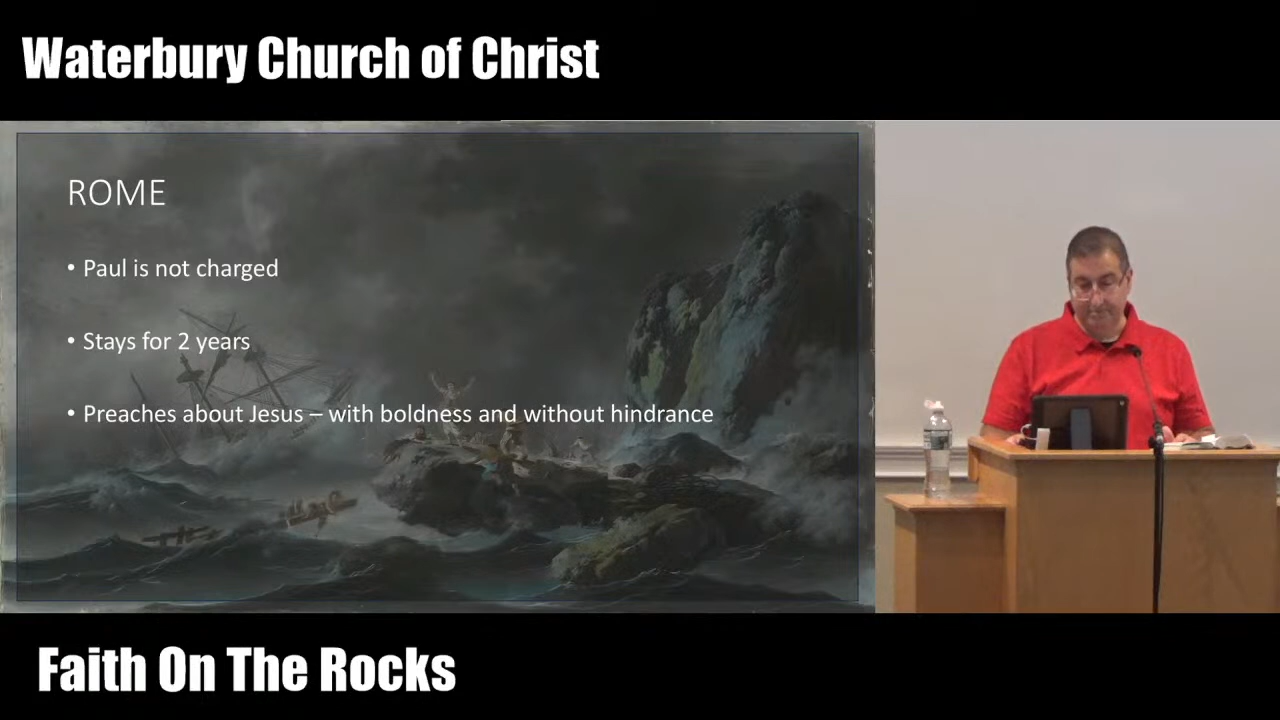 Waterbury Church of Christ
ROME
• Paul is not charged
• Stays for 2 years
• Preaches about Jesus – with boldness and without hindrance
Faith On The Rocks